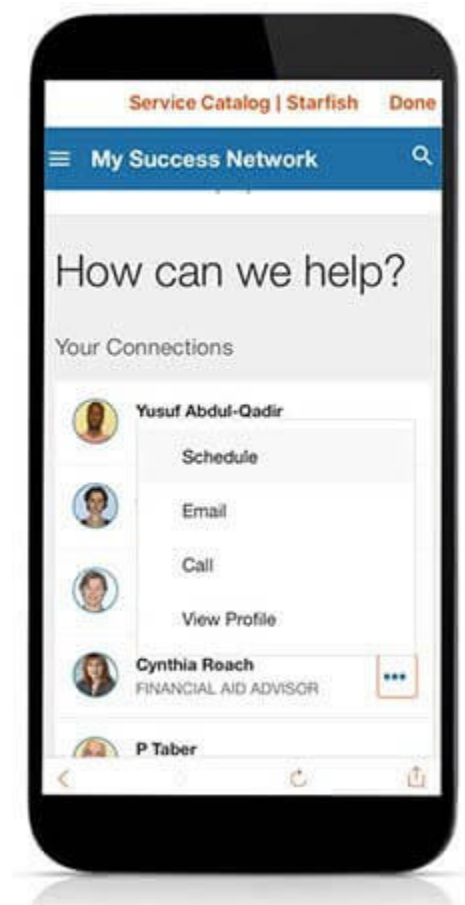 Service Catalog | Starfish Done
My Success Network
How can we help?
Your Connections
Yusuf Abdul-Qadir
Schedule
Email
Call
View Profile
Cynthia Roach
FINANCIAL AID ADVISOR
P Taber